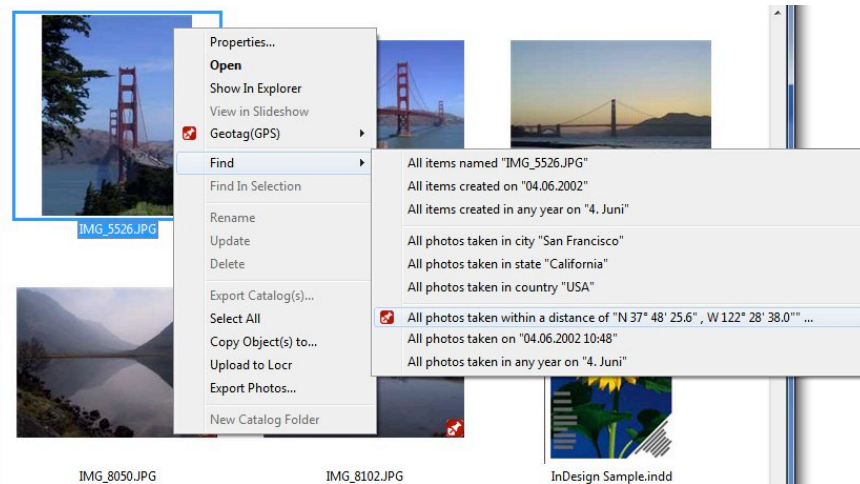 Properties...
Open
Show In Explorer
View in Slideshow
Geotag(GPS)
Find
Find In Selection
Rename
Update
Delete
Export Catalog(s)...
Select All
Copy Object(s) to...
Upload to Locr
Export Photos...
New Catalog Folder
All items named "IMG_5526.JPG"
All items created on "04.06.2002"
All items created in any year on "4. Juni"
All photos taken in city "San Francisco"
All photos taken in state "California"
All photos taken in country "USA"
All photos taken within a distance of "N 37° 48' 25.6" , W 122° 28' 38.0"" ...
All photos taken on "04.06.2002 10:48"
All photos taken in any year on "4. Juni"
IMG_5526.JPG
IMG_8050.JPG
IMG_8102.JPG
InDesign Sample.indd